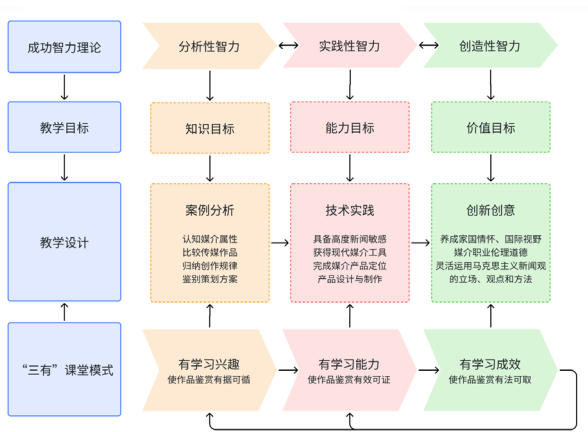 成功智力理论
分析性智力
实践性智力
创造性智力
教学目标
知识目标
能力目标
价值目标
教学设计
案例分析
认知媒介属性
比较传媒作品
归纳创作规律
鉴别策划方案
技术实践
具备高度新闻敏感
获得现代媒介工具
完成媒介产品定位
产品设计与制作
创新创意
养成家国情怀、国际视野
媒介职业伦理道德
灵活运用马克思主义新闻观
的立场、观点和方法
“三有”课堂模式
有学习兴趣
使作品鉴赏有据可循
有学习能力
使作品鉴赏有效可证
有学习成效
使作品鉴赏有法可取